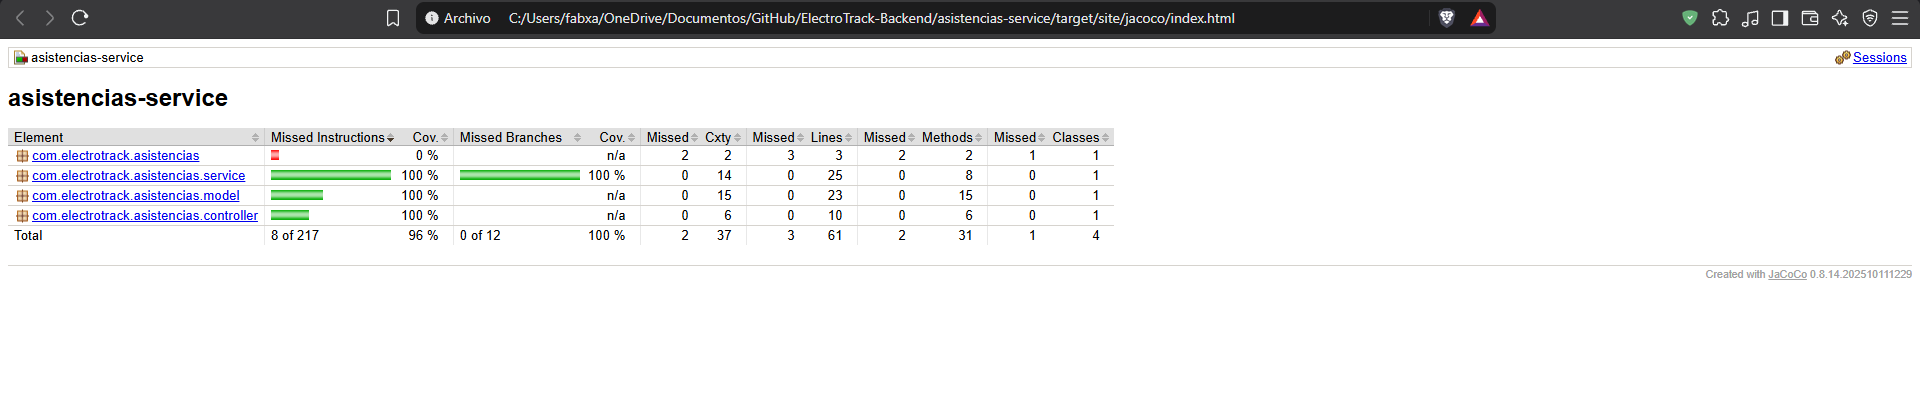 Archivo C:/Users/fabxa/OneDrive/Documentos/GitHub/ElectroTrack-Backend/asistencias-service/target/site/jacoco/index.html
asistencias-service Sessions
asistencias-service
Element Missed Instructions Cov. Missed Branches Cov. Missed Cxty Missed Lines Missed Methods Missed Classes
com.electrotrack.asistencias 0 % n/a 2 2 3 3 2 2 1 1
com.electrotrack.asistencias.service 100 % 100 % 0 14 0 25 0 8 0 1
com.electrotrack.asistencias.model 100 % n/a 0 15 0 23 0 15 0 1
com.electrotrack.asistencias.controller 100 % n/a 0 6 0 10 0 6 0 1
Total 8 of 217 96 % 0 of 12 100 % 2 37 3 61 2 31 1 4
Created with JaCoCo 0.8.14.202510111229